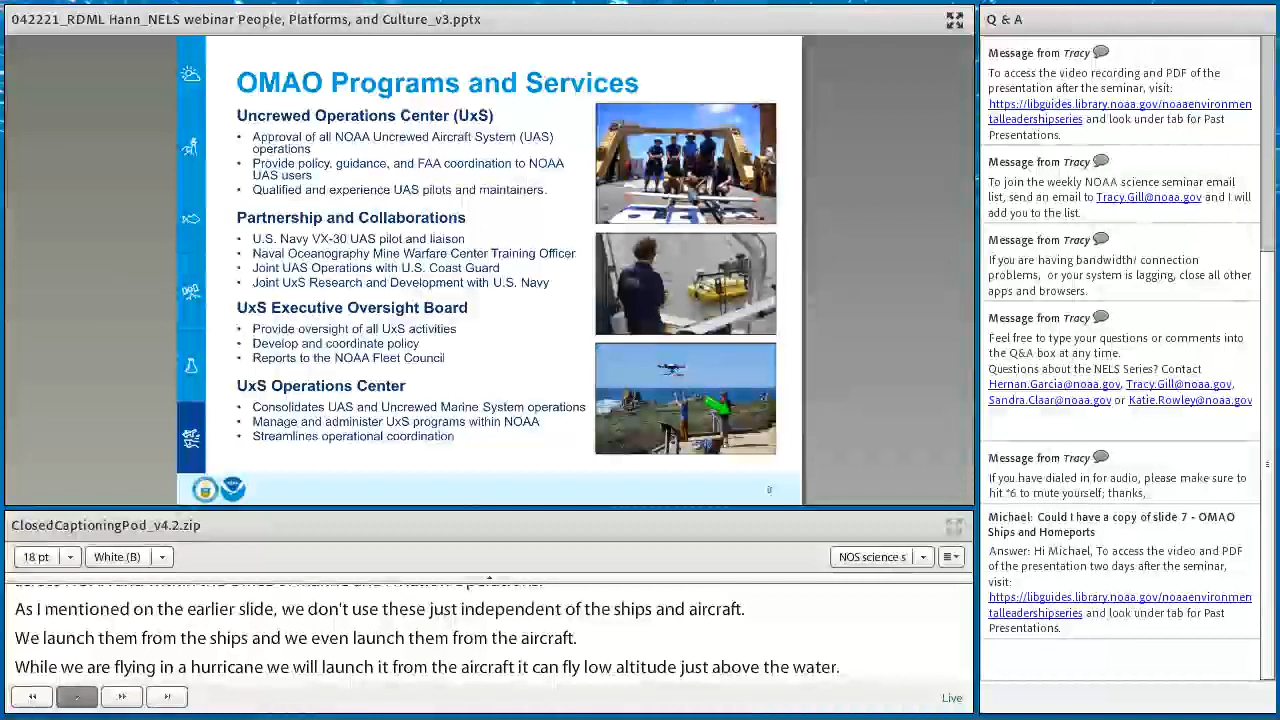 042221_RDML Hann_NELS webinar People, Platforms, and Culture_v3.pptx
OMAO Programs and Services
Uncrewed Operations Center (UxS)
• Approval of all NOAA Uncrewed Aircraft System (UAS)
operations
• Provide policy, guidance, and FAA coordination to NOAA
UAS users
• Qualified and experience UAS pilots and maintainers.
Partnership and Collaborations
• U.S. Navy VX-30 UAS pilot and liaison
• Naval Oceanography Mine Warfare Center Training Officer
• Joint UAS Operations with U.S. Coast Guard
• Joint UxS Research and Development with U.S. Navy
UxS Executive Oversight Board
• Provide oversight of all UxS activities
• Develop and coordinate policy
• Reports to the NOAA Fleet Council
UxS Operations Center
• Consolidates UAS and Uncrewed Marine System operations
• Manage and administer UxS programs within NOAA
• Streamlines operational coordination
8
ClosedCaptioningPod_v4.2.zip
18 pt
White (B)
NOS science s
As I mentioned on the earlier slide, we don't use these just independent of the ships and aircraft.
We launch them from the ships and we even launch them from the aircraft.
While we are flying in a hurricane we will launch it from the aircraft it can fly low altitude just above the water.
Live
Q & A
Message from Tracy
To access the video recording and PDF of the
presentation after the seminar, visit:
https://libguides.library.noaa.gov/noaaenvironmen
talleadershipseries and look under tab for Past
Presentations.
Message from Tracy
To join the weekly NOAA science seminar email
list, send an email to Tracy.Gill@noaa.gov and I will
add you to the list.
Message from Tracy
If you are having bandwidth/ connection
problems, or your system is lagging, close all other
apps and browsers.
Message from Tracy
Feel free to type your questions or comments into
the Q&A box at any time.
Questions about the NELS Series? Contact
Hernan.Garcia@noaa.gov, Tracy.Gill@noaa.gov,
Sandra.Claar@noaa.gov or Katie.Rowley@noaa.gov
Message from Tracy
If you have dialed in for audio, please make sure to
hit *6 to mute yourself; thanks,
Michael: Could I have a copy of slide 7 - OMAO
Ships and Homeports
Answer: Hi Michael, To access the video and PDF
of the presentation two days after the seminar,
visit:
https://libguides.library.noaa.gov/noaaenvironmen
talleadershipseries and look under tab for Past
Presentations.